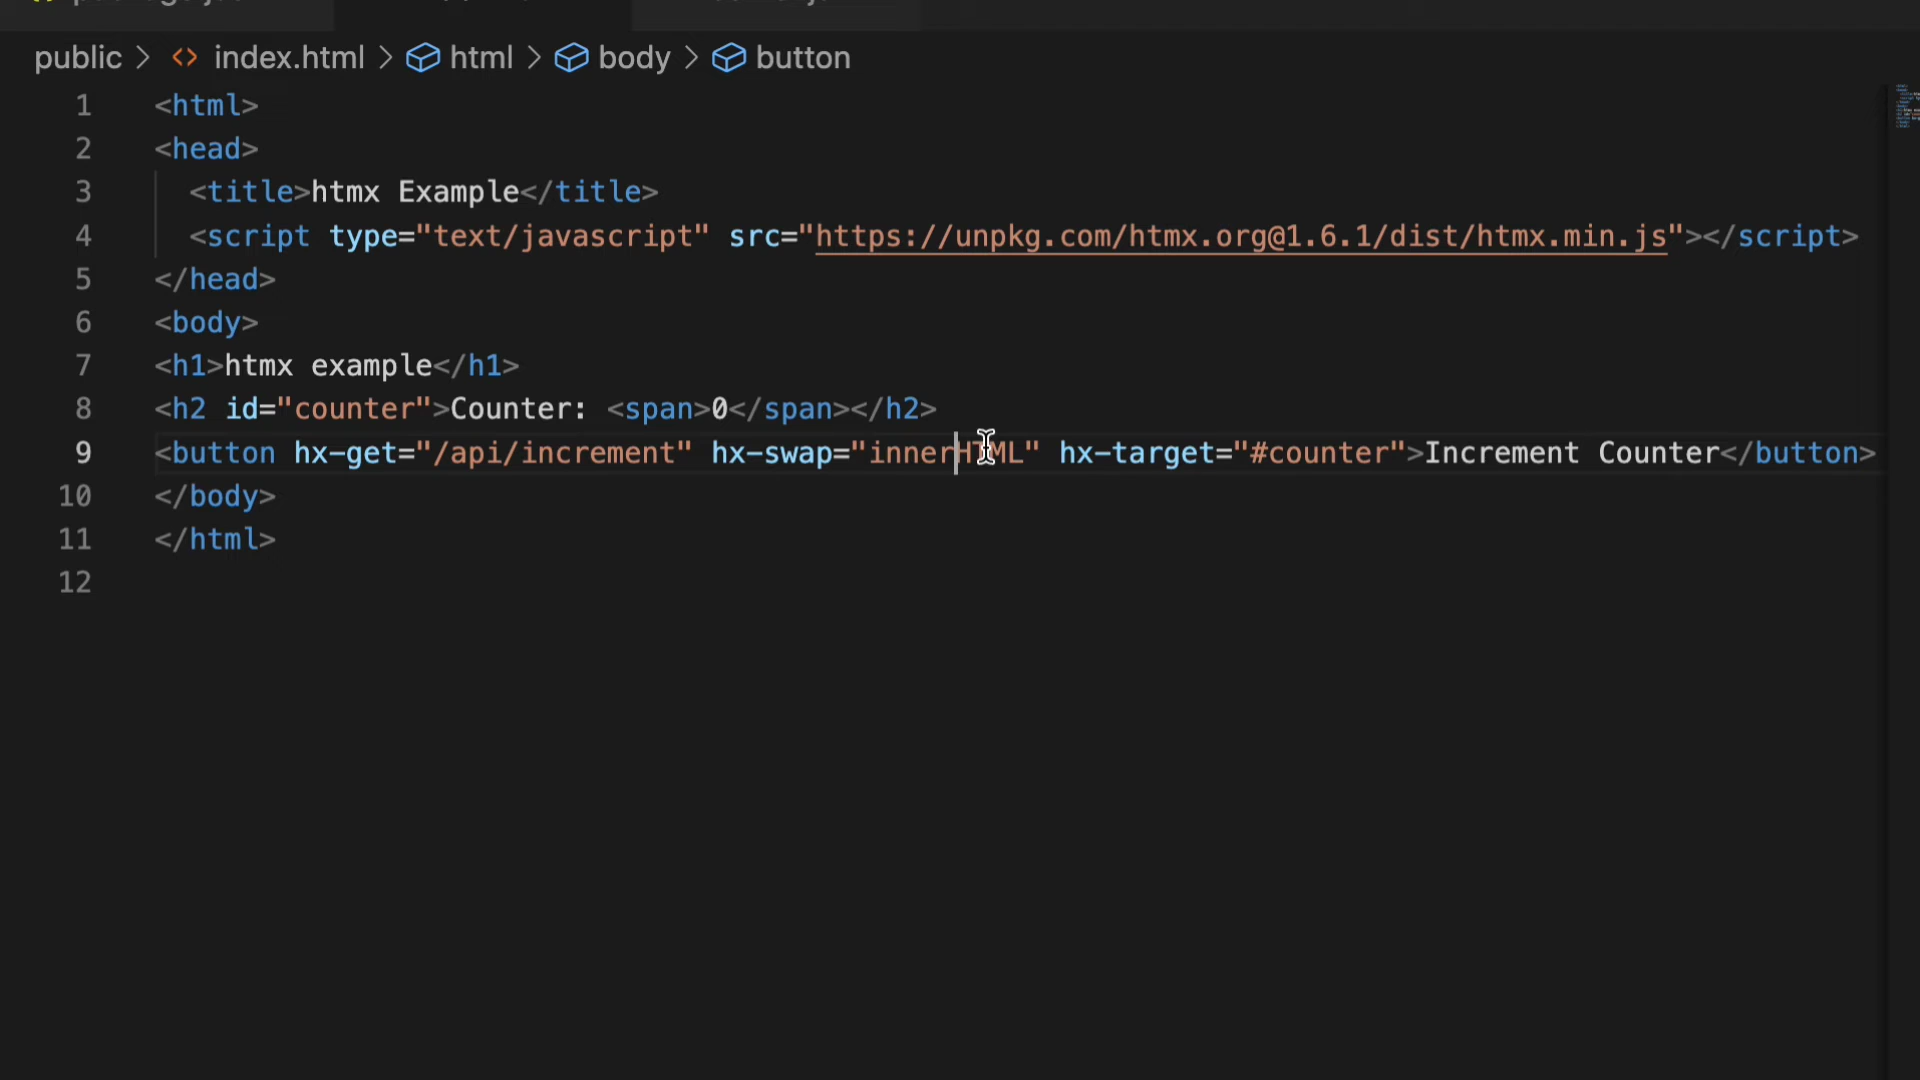 public > <> index.html > html > body > button
1 <html>
2 <head>
3 <title>htmx Example</title>
4 <script type="text/javascript" src="https://unpkg.com/htmx.org@1.6.1/dist/htmx.min.js"></script>
5 </head>
6 <body>
7 <h1>htmx example</h1>
8 <h2 id="counter">Counter: <span>0</span></h2>
9 <button hx-get="/api/increment" hx-swap="innerHTML" hx-target="#counter">Increment Counter</button>
10 </body>
11 </html>
12